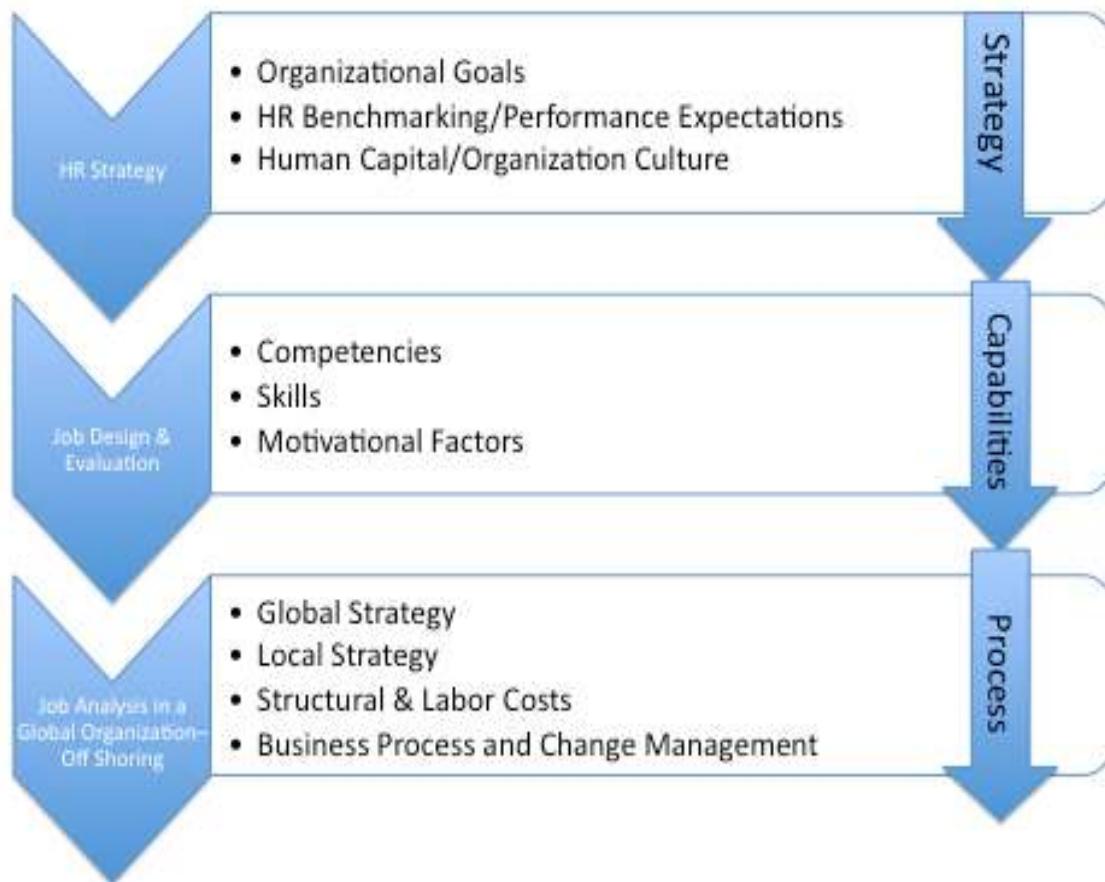 HR Strategy
• Organizational Goals
• HR Benchmarking/Performance Expectations
• Human Capital/Organization Culture
Strategy
Job Design &
Evaluation
• Competencies
• Skills
• Motivational Factors
Capabilities
Job Analysis in a
Global Organization–
Off Shoring
• Global Strategy
• Local Strategy
• Structural & Labor Costs
• Business Process and Change Management
Process